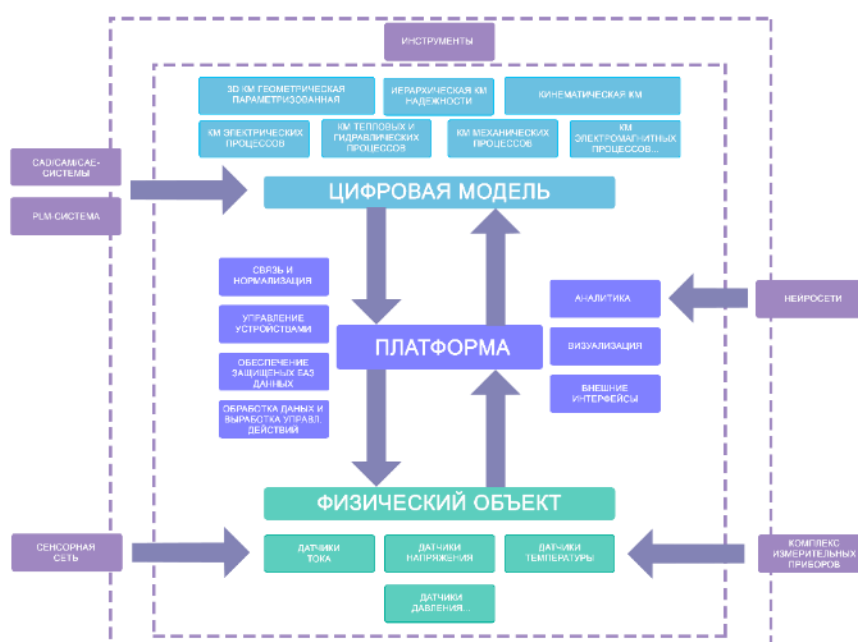 ИНСТРУМЕНТЫ
3D КМ ГЕОМЕТРИЧЕСКАЯ
ПАРАМЕТРИЗОВАННАЯ
ИЕРАРХИЧЕСКАЯ КМ
НАДЕЖНОСТИ
КИНЕМАТИЧЕСКАЯ КМ
КМ ЭЛЕКТРИЧЕСКИХ
ПРОЦЕССОВ
КМ ТЕПЛОВЫХ И
ГИДРАВЛИЧЕСКИХ
ПРОЦЕССОВ
КМ МЕХАНИЧЕСКИХ
ПРОЦЕССОВ
КМ
ЭЛЕКТРОМАГНИТНЫХ
ПРОЦЕССОВ...
CAD/CAM/CAE-
СИСТЕМЫ
PLM-СИСТЕМА
ЦИФРОВАЯ МОДЕЛЬ
СВЯЗЬ И
НОРМАЛИЗАЦИЯ
УПРАВЛЕНИЕ
УСТРОЙСТВАМИ
ОБЕСПЕЧЕНИЕ
ЗАЩИЩЕНЫХ БАЗ
ДАННЫХ
ОБРАБОТКА ДАНЫХ И
ВЫРАБОТКА УПРАВЛ.
ДЕЙСТВИЙ
ПЛАТФОРМА
АНАЛИТИКА
ВИЗУАЛИЗАЦИЯ
ВНЕШНИЕ
ИНТЕРФЕЙСЫ
НЕЙРОСЕТИ
ФИЗИЧЕСКИЙ ОБЪЕКТ
СЕНСОРНАЯ
СЕТЬ
ДАТЧИКИ
ТОКА
ДАТЧИКИ
НАПРЯЖЕНИЯ
ДАТЧИКИ
ТЕМПЕРАТУРЫ
ДАТЧИКИ
ДАВЛЕНИЯ...
КОМПЛЕКС
ИЗМЕРИТЕЛЬНЫХ
ПРИБОРОВ